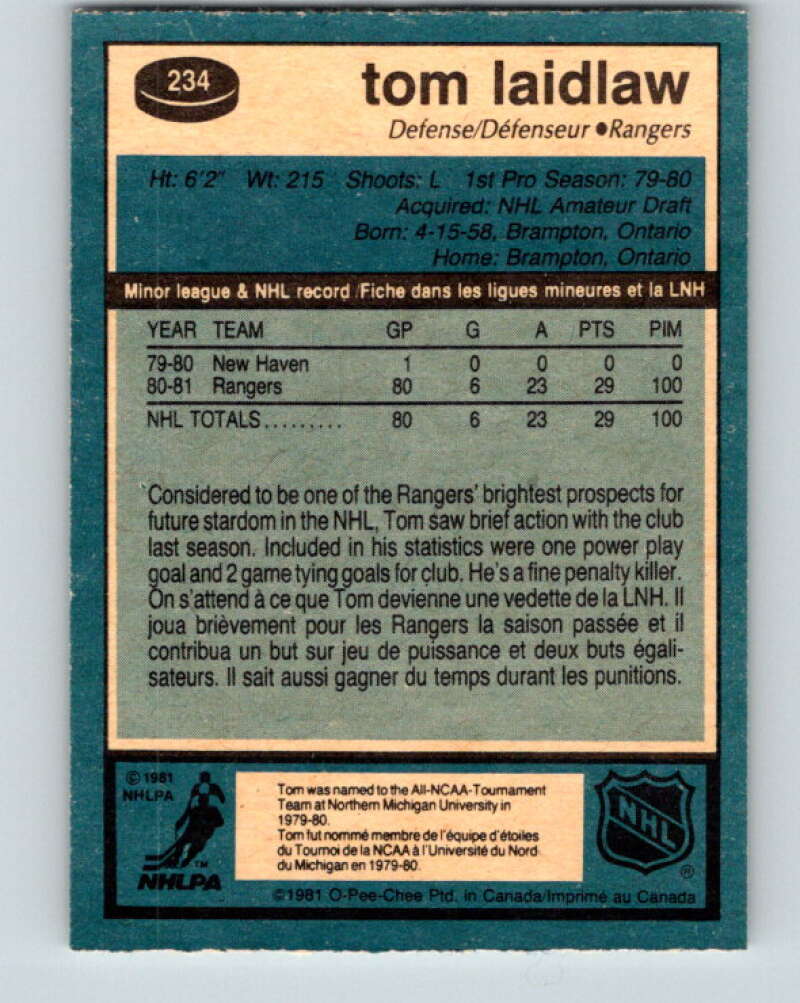 234
tom laidlaw
Defense/Défenseur •Rangers
Ht: 6'2" Wt: 215 Shoots: L 1st Pro Season: 79-80
Acquired: NHL Amateur Draft
Born: 4-15-58, Brampton, Ontario
Home: Brampton, Ontario
Minor league & NHL record/Fiche dans les ligues mineures et la LNH
YEAR TEAM GP G A PTS PIM
79-80 New Haven 1 0 0 0 0
80-81 Rangers 80 6 23 29 100
NHL TOTALS......... 80 6 23 29 100
Considered to be one of the Rangers' brightest prospects for
future stardom in the NHL, Tom saw brief action with the club
last season. Included in his statistics were one power play
goal and 2 game tying goals for club. He's a fine penalty killer.
On s'attend à ce que Tom devienne une vedette de la LNH. Il
joua brièvement pour les Rangers la saison passée et il
contribua un but sur jeu de puissance et deux buts égali-
sateurs. Il sait aussi gagner du temps durant les punitions.
© 1981
NHLPA
TM
NHLPA
Tom was named to the All-NCAA-Tournament
Team at Northern Michigan University in
1979-80.
Tom fut nommé membre de l'équipe d'étoiles
du Tournoi de la NCAA à l'Université du Nord
du Michigan en 1979-80.
NHL
®
©1981 O-Pee-Chee Ptd. in Canada/Imprimé au Canada